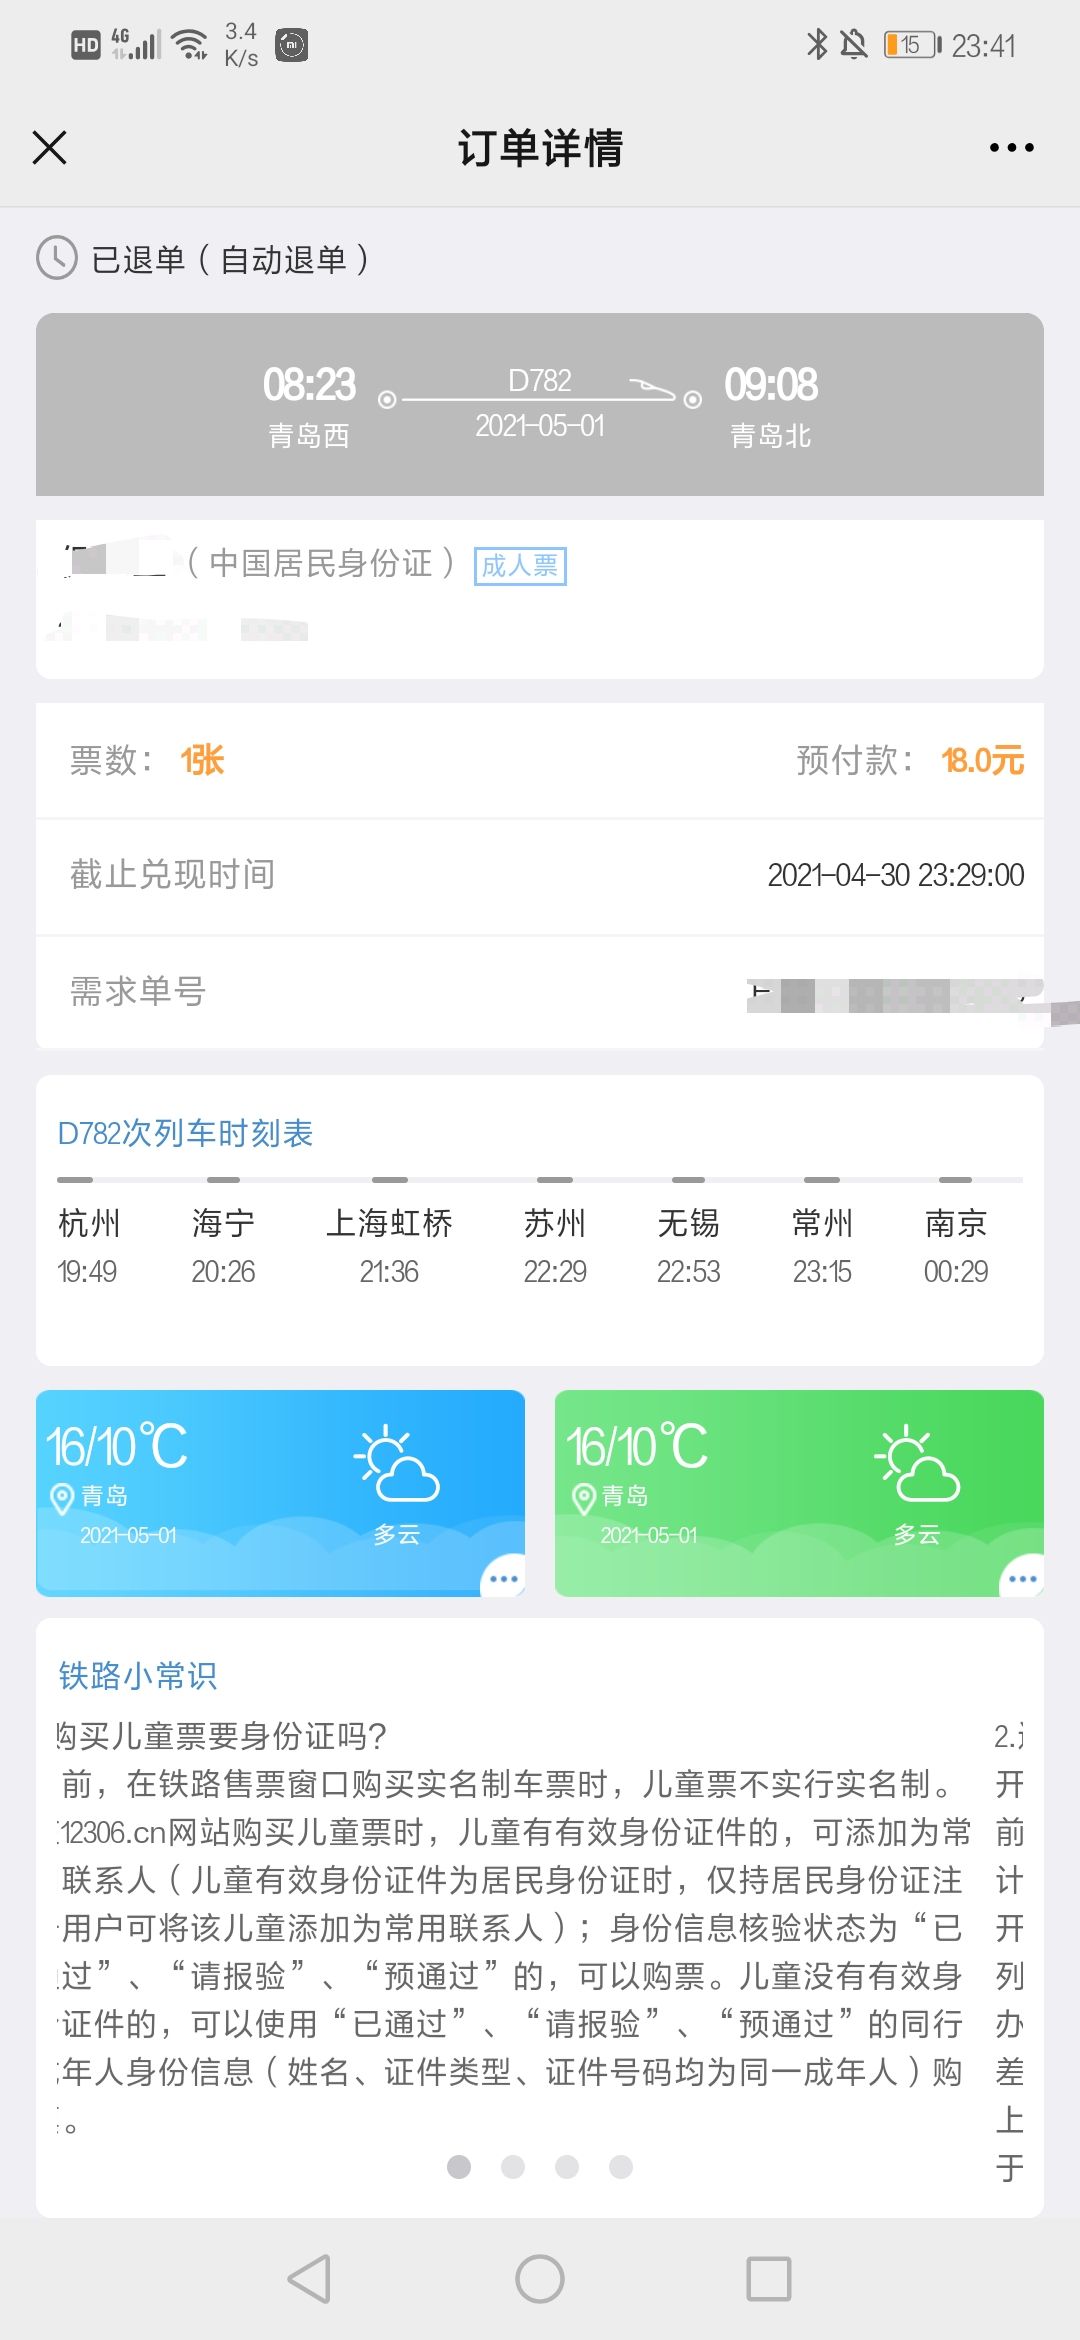 HD 4G 3.4 K/s mi 15 23:41
订单详情
已退单（自动退单）
08:23 D782 09:08
青岛西 2021-05-01 青岛北
（中国居民身份证） 成人票
票数： 1张 预付款： 18.0元
截止兑现时间 2021-04-30 23:29:00
需求单号
D782次列车时刻表
杭州 海宁 上海虹桥 苏州 无锡 常州 南京
19:49 20:26 21:36 22:29 22:53 23:15 00:29
16/10℃ 16/10℃
青岛 青岛
2021-05-01 多云 2021-05-01 多云
铁路小常识
购买儿童票要身份证吗？ 2.
前，在铁路售票窗口购买实名制车票时，儿童票不实行实名制。 开
12306.cn网站购买儿童票时，儿童有有效身份证件的，可添加为常 前
联系人（儿童有效身份证件为居民身份证时，仅持居民身份证注 计
用户可将该儿童添加为常用联系人）；身份信息核验状态为“已 开
过”、“请报验”、“预通过”的，可以购票。儿童没有有效身 列
证件的，可以使用“已通过”、“请报验”、“预通过”的同行 办
年人身份信息（姓名、证件类型、证件号码均为同一成年人）购 差
。 上
于